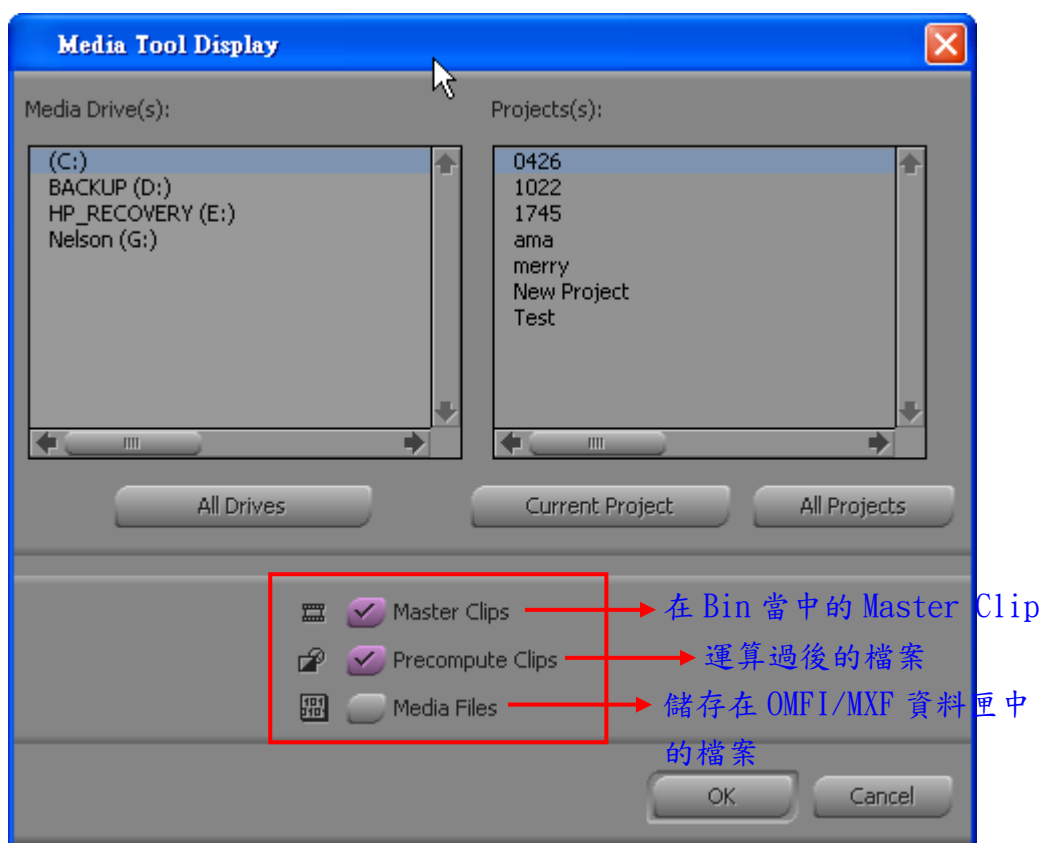 Media Tool Display
Media Drive(s):
Projects(s):
(C:)
BACKUP (D:)
HP_RECOVERY (E:)
Nelson (G:)
0426
1022
1745
ama
merry
New Project
Test
All Drives
Current Project
All Projects
Master Clips
在 Bin 當中的 Master Clip
Precompute Clips
運算過後的檔案
Media Files
儲存在 OMFI/MXF 資料匣中
的檔案
OK
Cancel